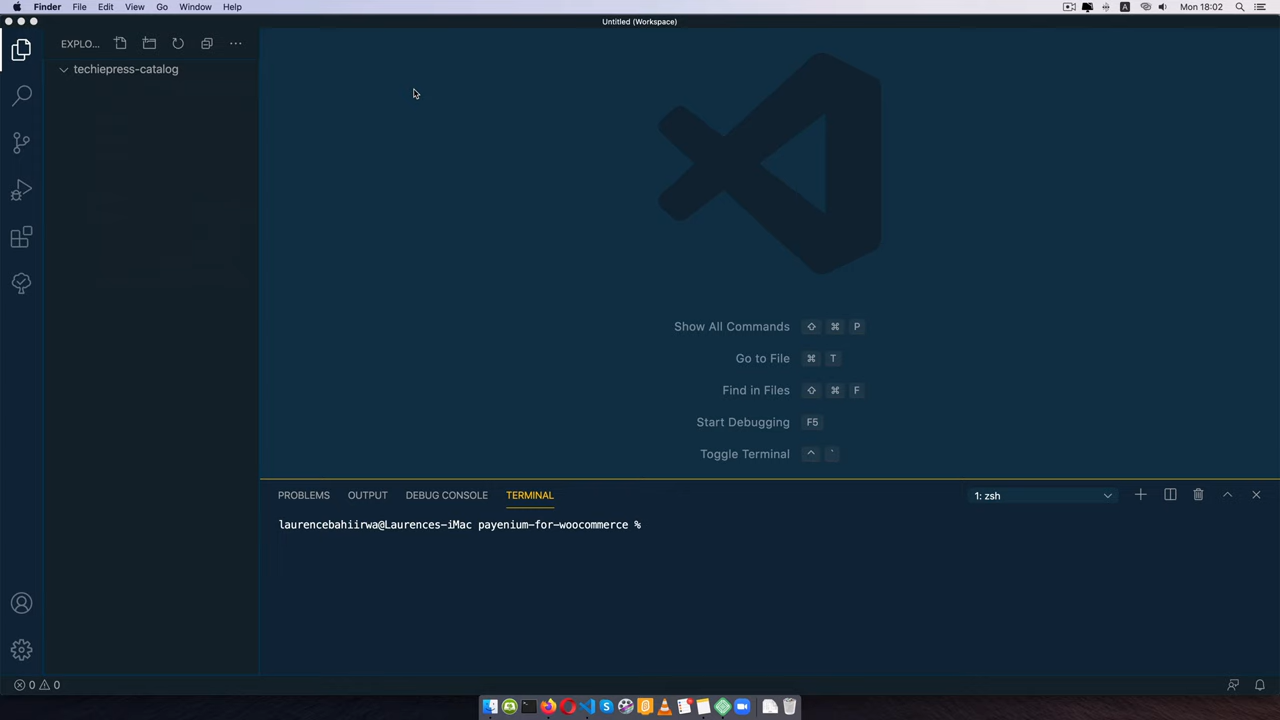 Finder File Edit View Go Window Help
A Mon 18:02
Untitled (Workspace)
EXPLO...
techiepress-catalog
Show All Commands ⇧ ⌘ P
Go to File ⌘ T
Find in Files ⇧ ⌘ F
Start Debugging F5
Toggle Terminal ^ `
PROBLEMS OUTPUT DEBUG CONSOLE TERMINAL 1: zsh
laurencebahiirwa@Laurences-iMac payenium-for-woocommerce %
0 0